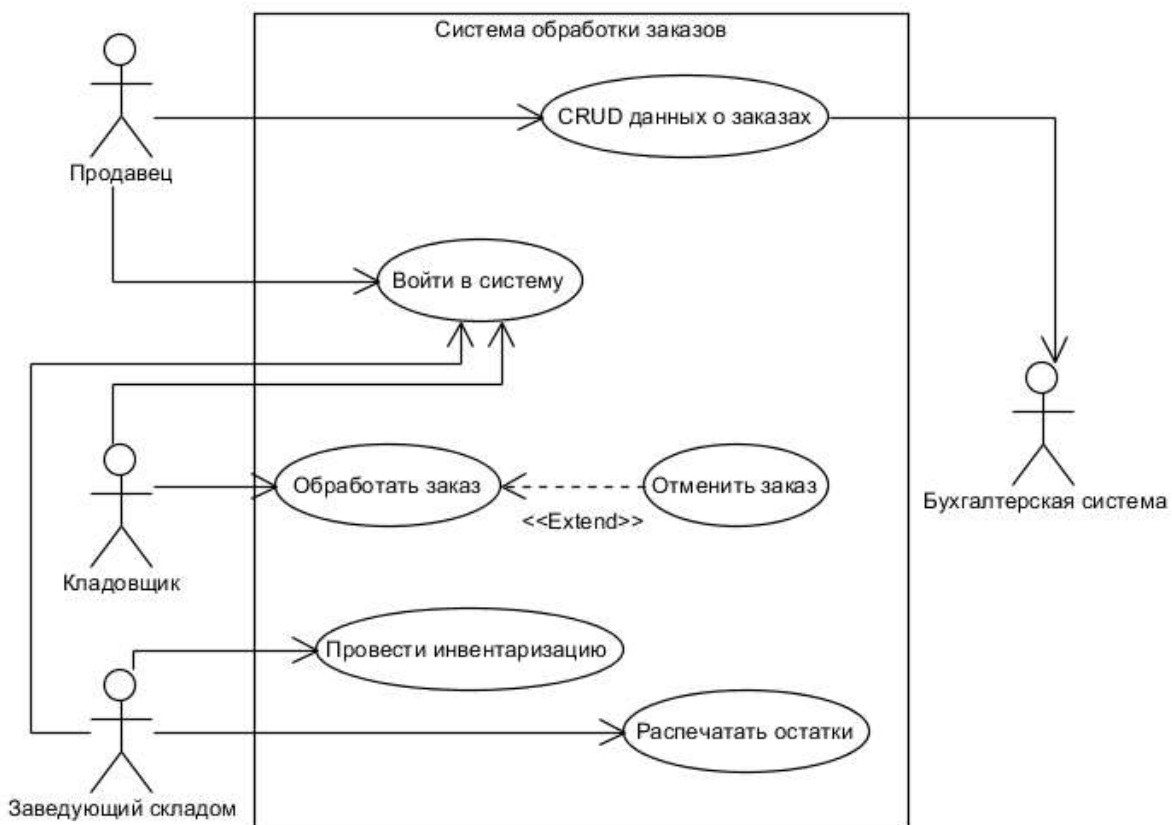 Система обработки заказов
CRUD данных о заказах
Продавец
Войти в систему
Обработать заказ
Отменить заказ
<<Extend>>
Бухгалтерская система
Кладовщик
Провести инвентаризацию
Распечатать остатки
Заведующий складом